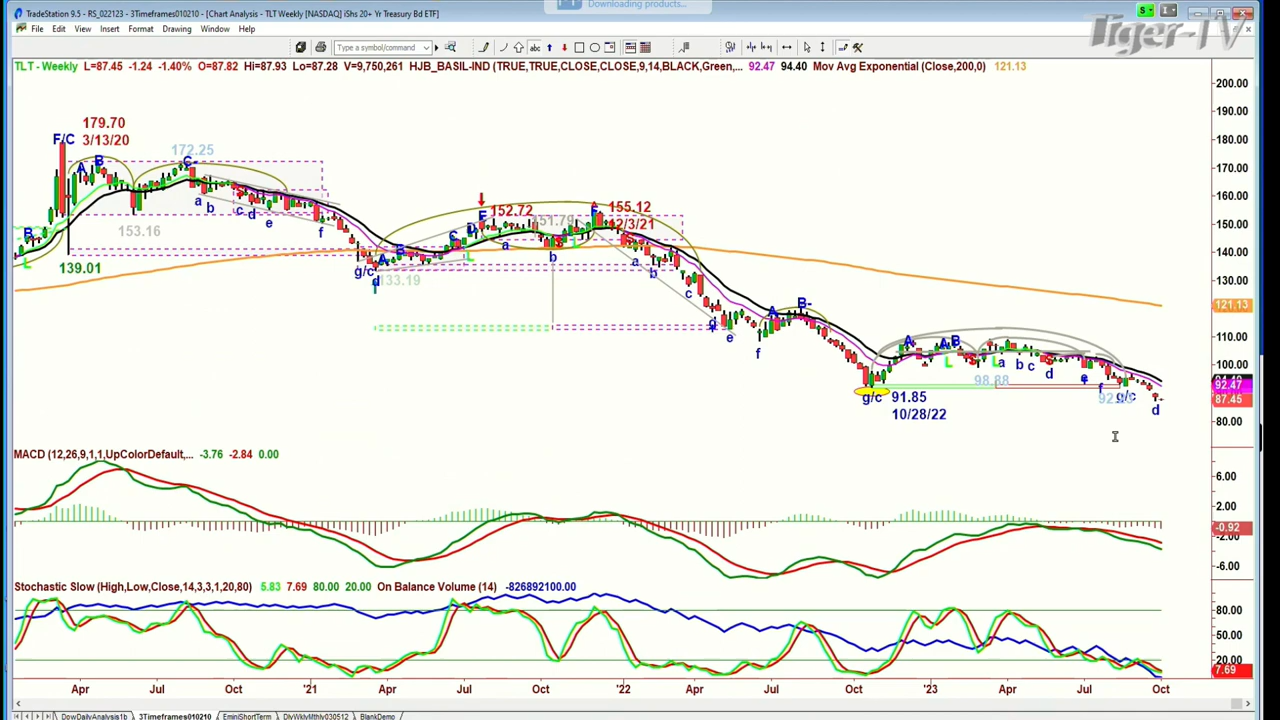 TradeStation 9.5 - RS_022123 - 3Timeframes010210 - [Chart Analysis - TLT Weekly [NASDAQ] iShs 20+ Yr Treasury Bd ETF]
Downloading products...
S
I
Tiger-TV
File Edit View Insert Format Drawing Window Help
Type a symbol/command
abc
TLT - Weekly L=87.45 -1.24 -1.40% O=87.82 Hi=87.93 Lo=87.28 V=9,750,261 HJB_BASIL-IND (TRUE,TRUE,CLOSE,CLOSE,9,14,BLACK,Green,... 92.47 94.40 Mov Avg Exponential (Close,200,0) 121.13
200.00
190.00
180.00
170.00
160.00
150.00
140.00
130.00
121.13
110.00
100.00
92.47
87.45
80.00
179.70
F/C 3/13/20
172.25
A B C-
a b c d e f
153.16
139.01
B
L
152.72
155.12
12/3/21
151.79
C D E
F
A B
g/c
d
133.19
L
a b
L
a b c d e f
A B-
g/c 91.85
10/28/22
A A B
L
98.88
L a b c d e f g/c d
MACD (12,26,9,1,1,UpColorDefault,... -3.76 -2.84 0.00
6.00
2.00
-0.92
-2.00
-6.00
Stochastic Slow (High,Low,Close,14,3,3,1,20,80) 5.83 7.69 80.00 20.00 On Balance Volume (14) -826892100.00
80.00
50.00
20.00
7.69
Apr Jul Oct '21 Apr Jul Oct '22 Apr Jul Oct '23 Apr Jul Oct
DowDailyAnalysis1b 3Timeframes010210 EminiShortTerm DlyWklyMthly030512 BlankDemo